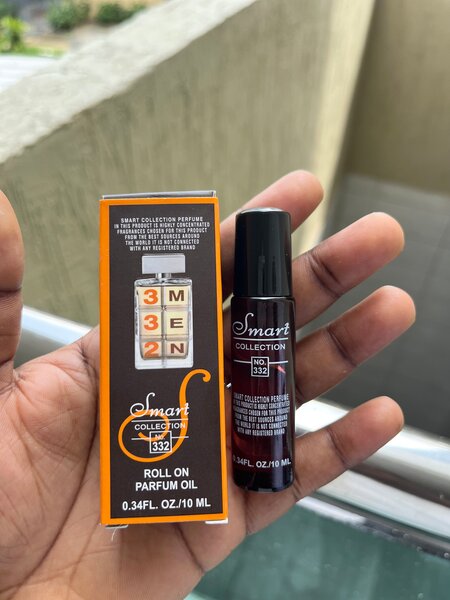 SMART COLLECTION PERFUME
IN THIS PRODUCT IS HIGHLY CONCENTRATED
FRAGRANCES CHOSEN FOR THIS PRODUCT
FROM THE BEST SOURCES AROUND
THE WORLD IT IS NOT CONNECTED
WITH ANY REGISTERED BRAND
3 M
3 E
2 N
Smart
COLLECTION
No.
332
ROLL ON
PARFUM OIL
0.34FL. OZ./10 ML
Smart
COLLECTION
NO.
332
SMART COLLECTION PERFUME
IN THIS PRODUCT IS HIGHLY CONCENTRATED
FRAGRANCES CHOSEN FOR THIS PRODUCT
FROM THE BEST SOURCES AROUND
THE WORLD IT IS NOT CONNECTED
WITH ANY REGISTERED BRAND
0.34FL. OZ./10 ML